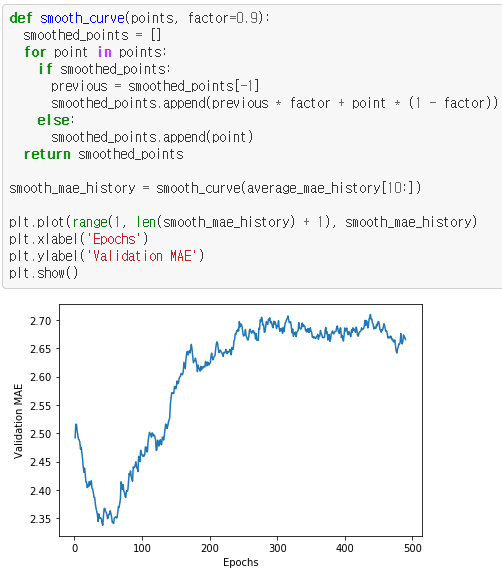 def smooth_curve(points, factor=0.9):
  smoothed_points = []
  for point in points:
    if smoothed_points:
      previous = smoothed_points[-1]
      smoothed_points.append(previous * factor + point * (1 - factor))
    else:
      smoothed_points.append(point)
  return smoothed_points

smooth_mae_history = smooth_curve(average_mae_history[10:])

plt.plot(range(1, len(smooth_mae_history) + 1), smooth_mae_history)
plt.xlabel('Epochs')
plt.ylabel('Validation MAE')
plt.show()
Validation MAE
2.70
2.65
2.60
2.55
2.50
2.45
2.40
2.35
0 100 200 300 400 500
Epochs